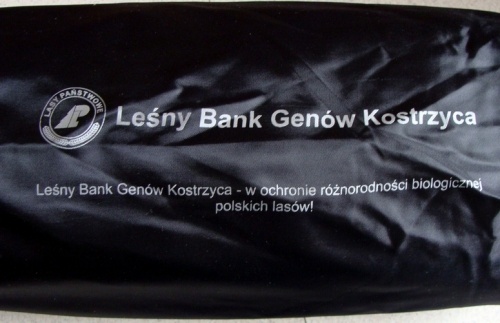 LASY PAŃSTWOWE
Leśny Bank Genów Kostrzyca
Leśny Bank Genów Kostrzyca - w ochronie różnorodności biologicznej
polskich lasów!